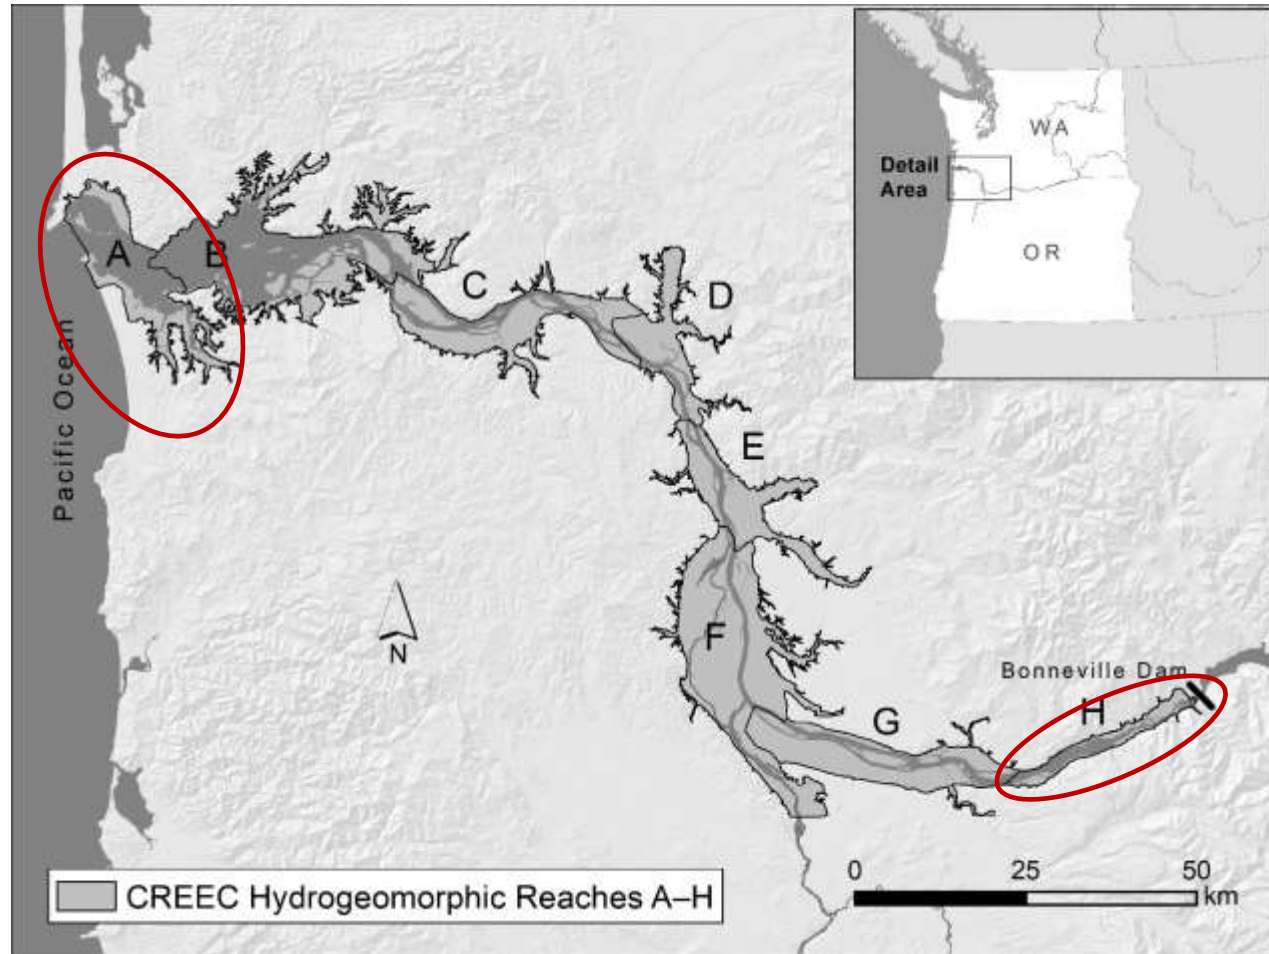 WA
Detail
Area
OR
A
B
C
D
E
Pacific Ocean
N
F
Bonneville Dam
H
G
CREEC Hydrogeomorphic Reaches A–H
0 25 50
km